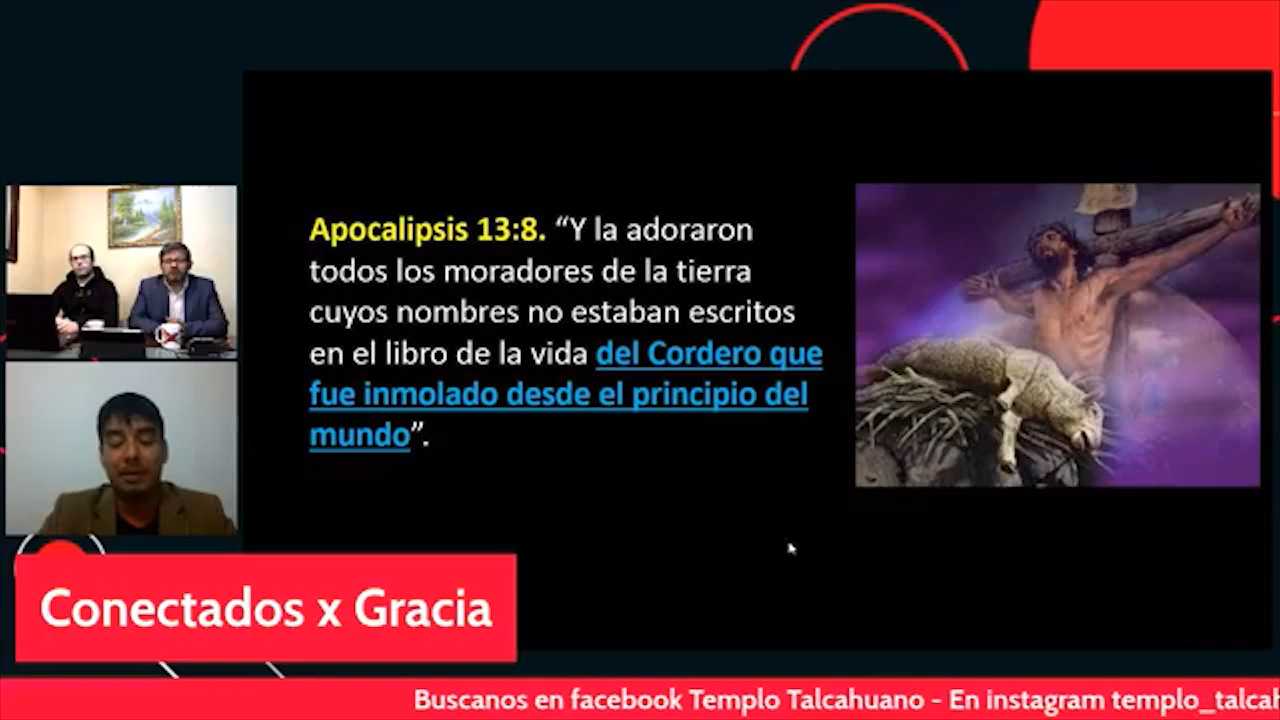 Apocalipsis 13:8. “Y la adoraron
todos los moradores de la tierra
cuyos nombres no estaban escritos
en el libro de la vida del Cordero que
fue inmolado desde el principio del
mundo”.
Conectados x Gracia
Buscanos en facebook Templo Talcahuano - En instagram templo_talcah